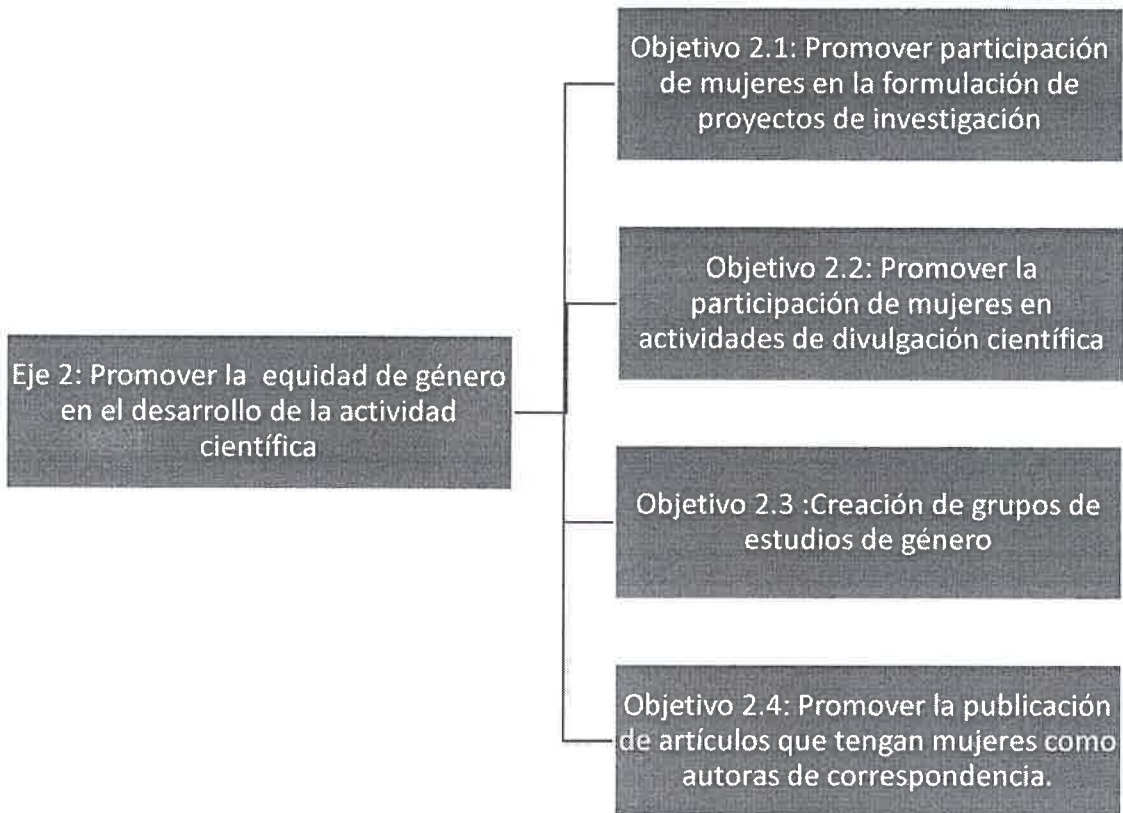 Eje 2: Promover la equidad de género
en el desarrollo de la actividad
científica
Objetivo 2.1: Promover participación
de mujeres en la formulación de
proyectos de investigación
Objetivo 2.2: Promover la
participación de mujeres en
actividades de divulgación científica
Objetivo 2.3 :Creación de grupos de
estudios de género
Objetivo 2.4: Promover la publicación
de artículos que tengan mujeres como
autoras de correspondencia.